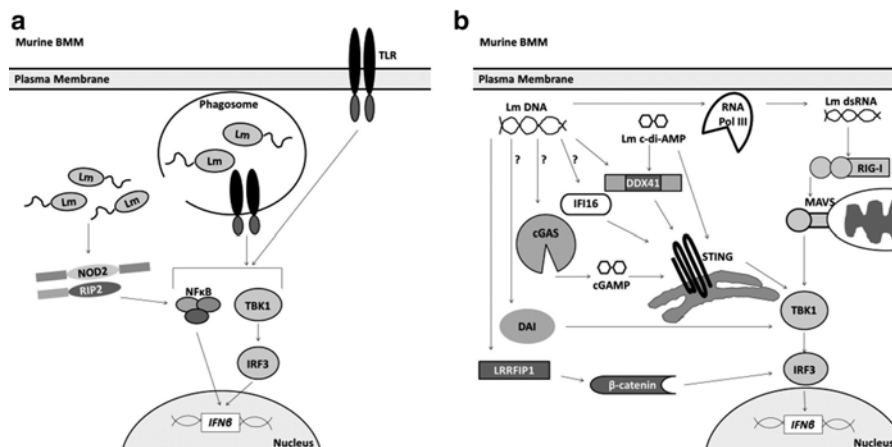 a
Murine BMM
TLR
Plasma Membrane
Phagosome
Lm
Lm
Lm
Lm
Lm
NOD2
RIP2
NFκB
TBK1
IRF3
IFNβ
Nucleus
b
Murine BMM
Plasma Membrane
Lm DNA
RNA
Pol III
Lm dsRNA
Lm c-di-AMP
?
?
?
DDX41
RIG-I
IFI16
MAVS
cGAS
STING
cGAMP
TBK1
DAI
LRRFIP1
β-catenin
IRF3
IFNβ
Nucleus